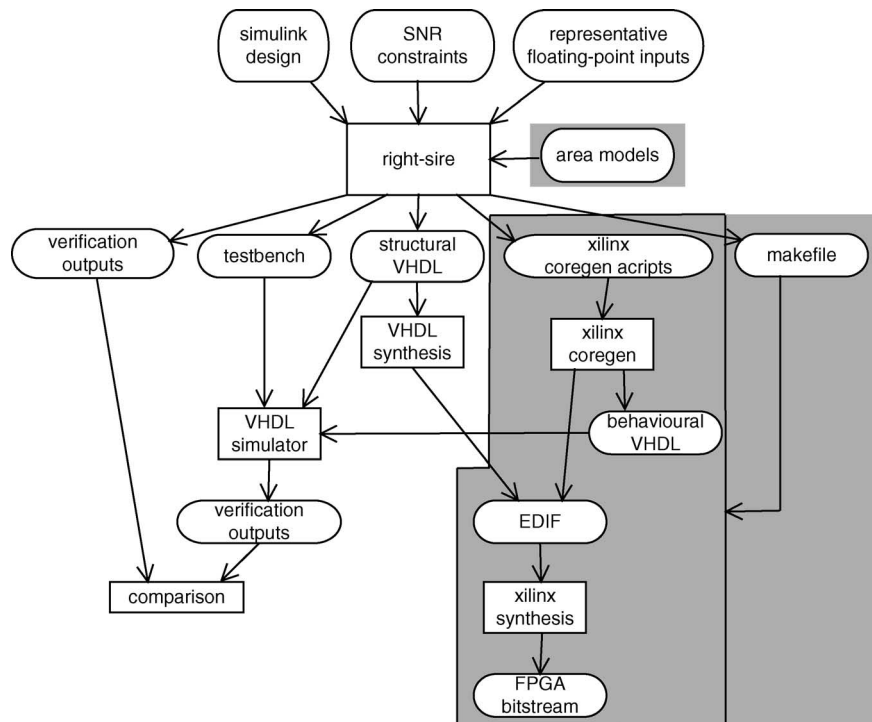 simulink
design
SNR
constraints
representative
floating-point inputs
right-sire
area models
verification
outputs
testbench
structural
VHDL
xilinx
coregen acripts
makefile
VHDL
synthesis
xilinx
coregen
VHDL
simulator
behavioural
VHDL
verification
outputs
EDIF
comparison
xilinx
synthesis
FPGA
bitstream